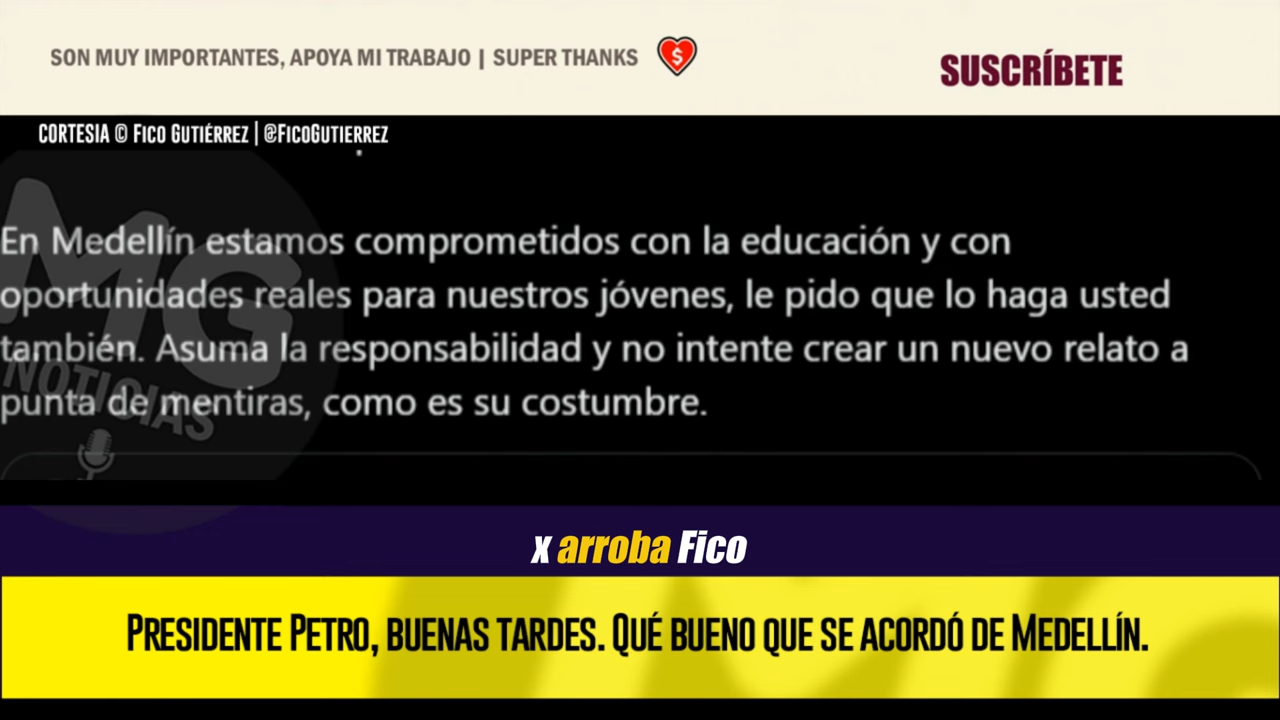 SON MUY IMPORTANTES, APOYA MI TRABAJO | SUPER THANKS $
SUSCRÍBETE
CORTESIA © FICO GUTIÉRREZ | @FICOGUTIERREZ
En Medellín estamos comprometidos con la educación y con
oportunidades reales para nuestros jóvenes, le pido que lo haga usted
también. Asuma la responsabilidad y no intente crear un nuevo relato a
punta de mentiras, como es su costumbre.
MG
NOTICIAS
x arroba Fico
PRESIDENTE PETRO, BUENAS TARDES. QUÉ BUENO QUE SE ACORDÓ DE MEDELLÍN.